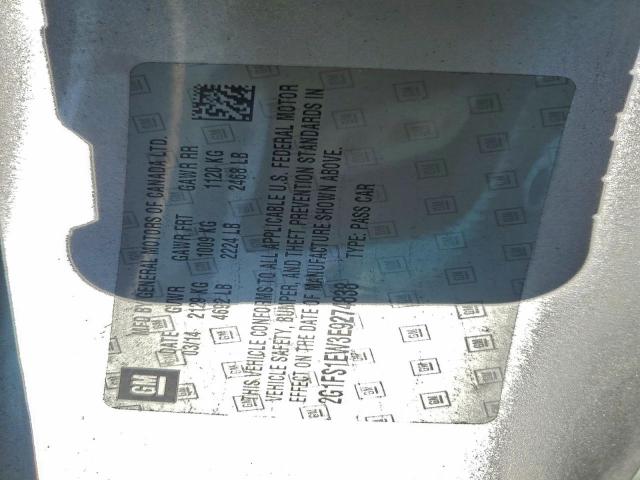 GM
MFD BY GENERAL MOTORS OF CANADA LTD.
DATE GVWR GAWR FRT GAWR RR
03/14 2129 KG 1009 KG 1120 KG
4692 LB 2224 LB 2468 LB
THIS VEHICLE CONFORMS TO ALL APPLICABLE U.S. FEDERAL MOTOR
VEHICLE SAFETY, BUMPER, AND THEFT PREVENTION STANDARDS IN
EFFECT ON THE DATE OF MANUFACTURE SHOWN ABOVE.
2G1FS1EW3E9274838 TYPE: PASS CAR